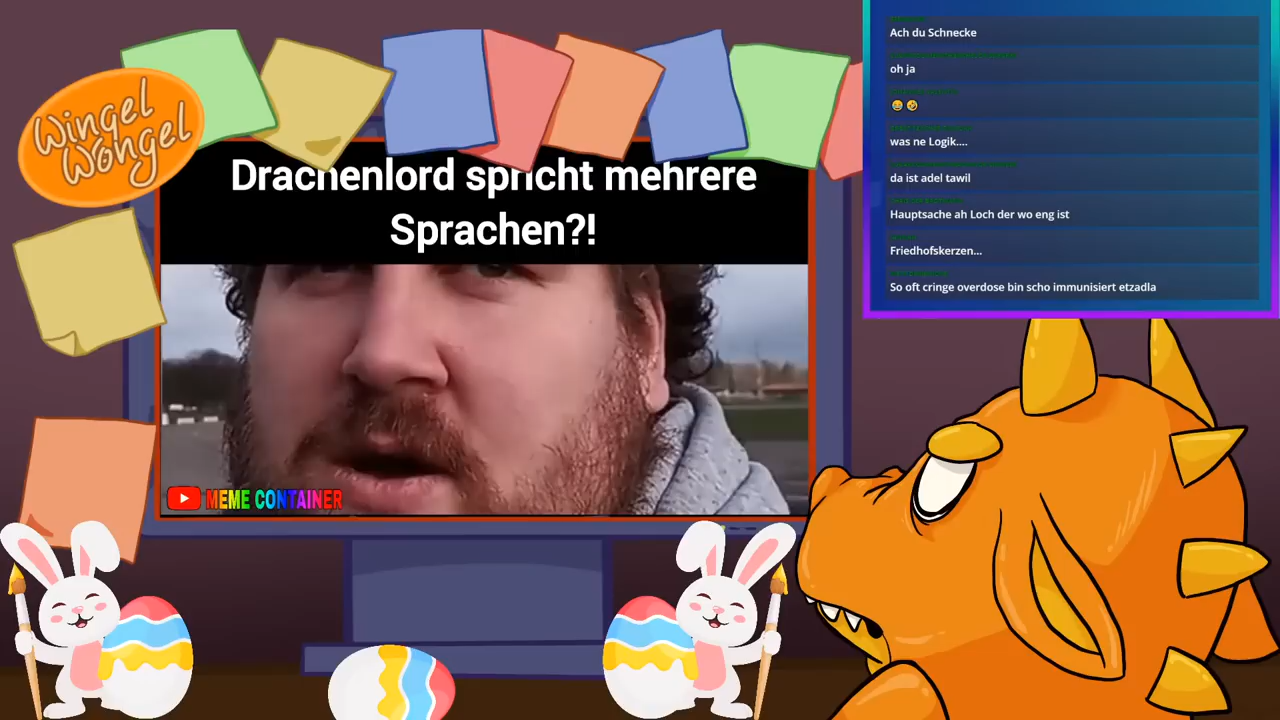 Wingel
Wongel
Drachenlord spricht mehrere
Sprachen?!
MEME CONTAINER
Ach du Schnecke
oh ja
😂 🤣
was ne Logik....
da ist adel tawil
Hauptsache ah Loch der wo eng ist
Friedhofskerzen...
So oft cringe overdose bin scho immunisiert etzadla